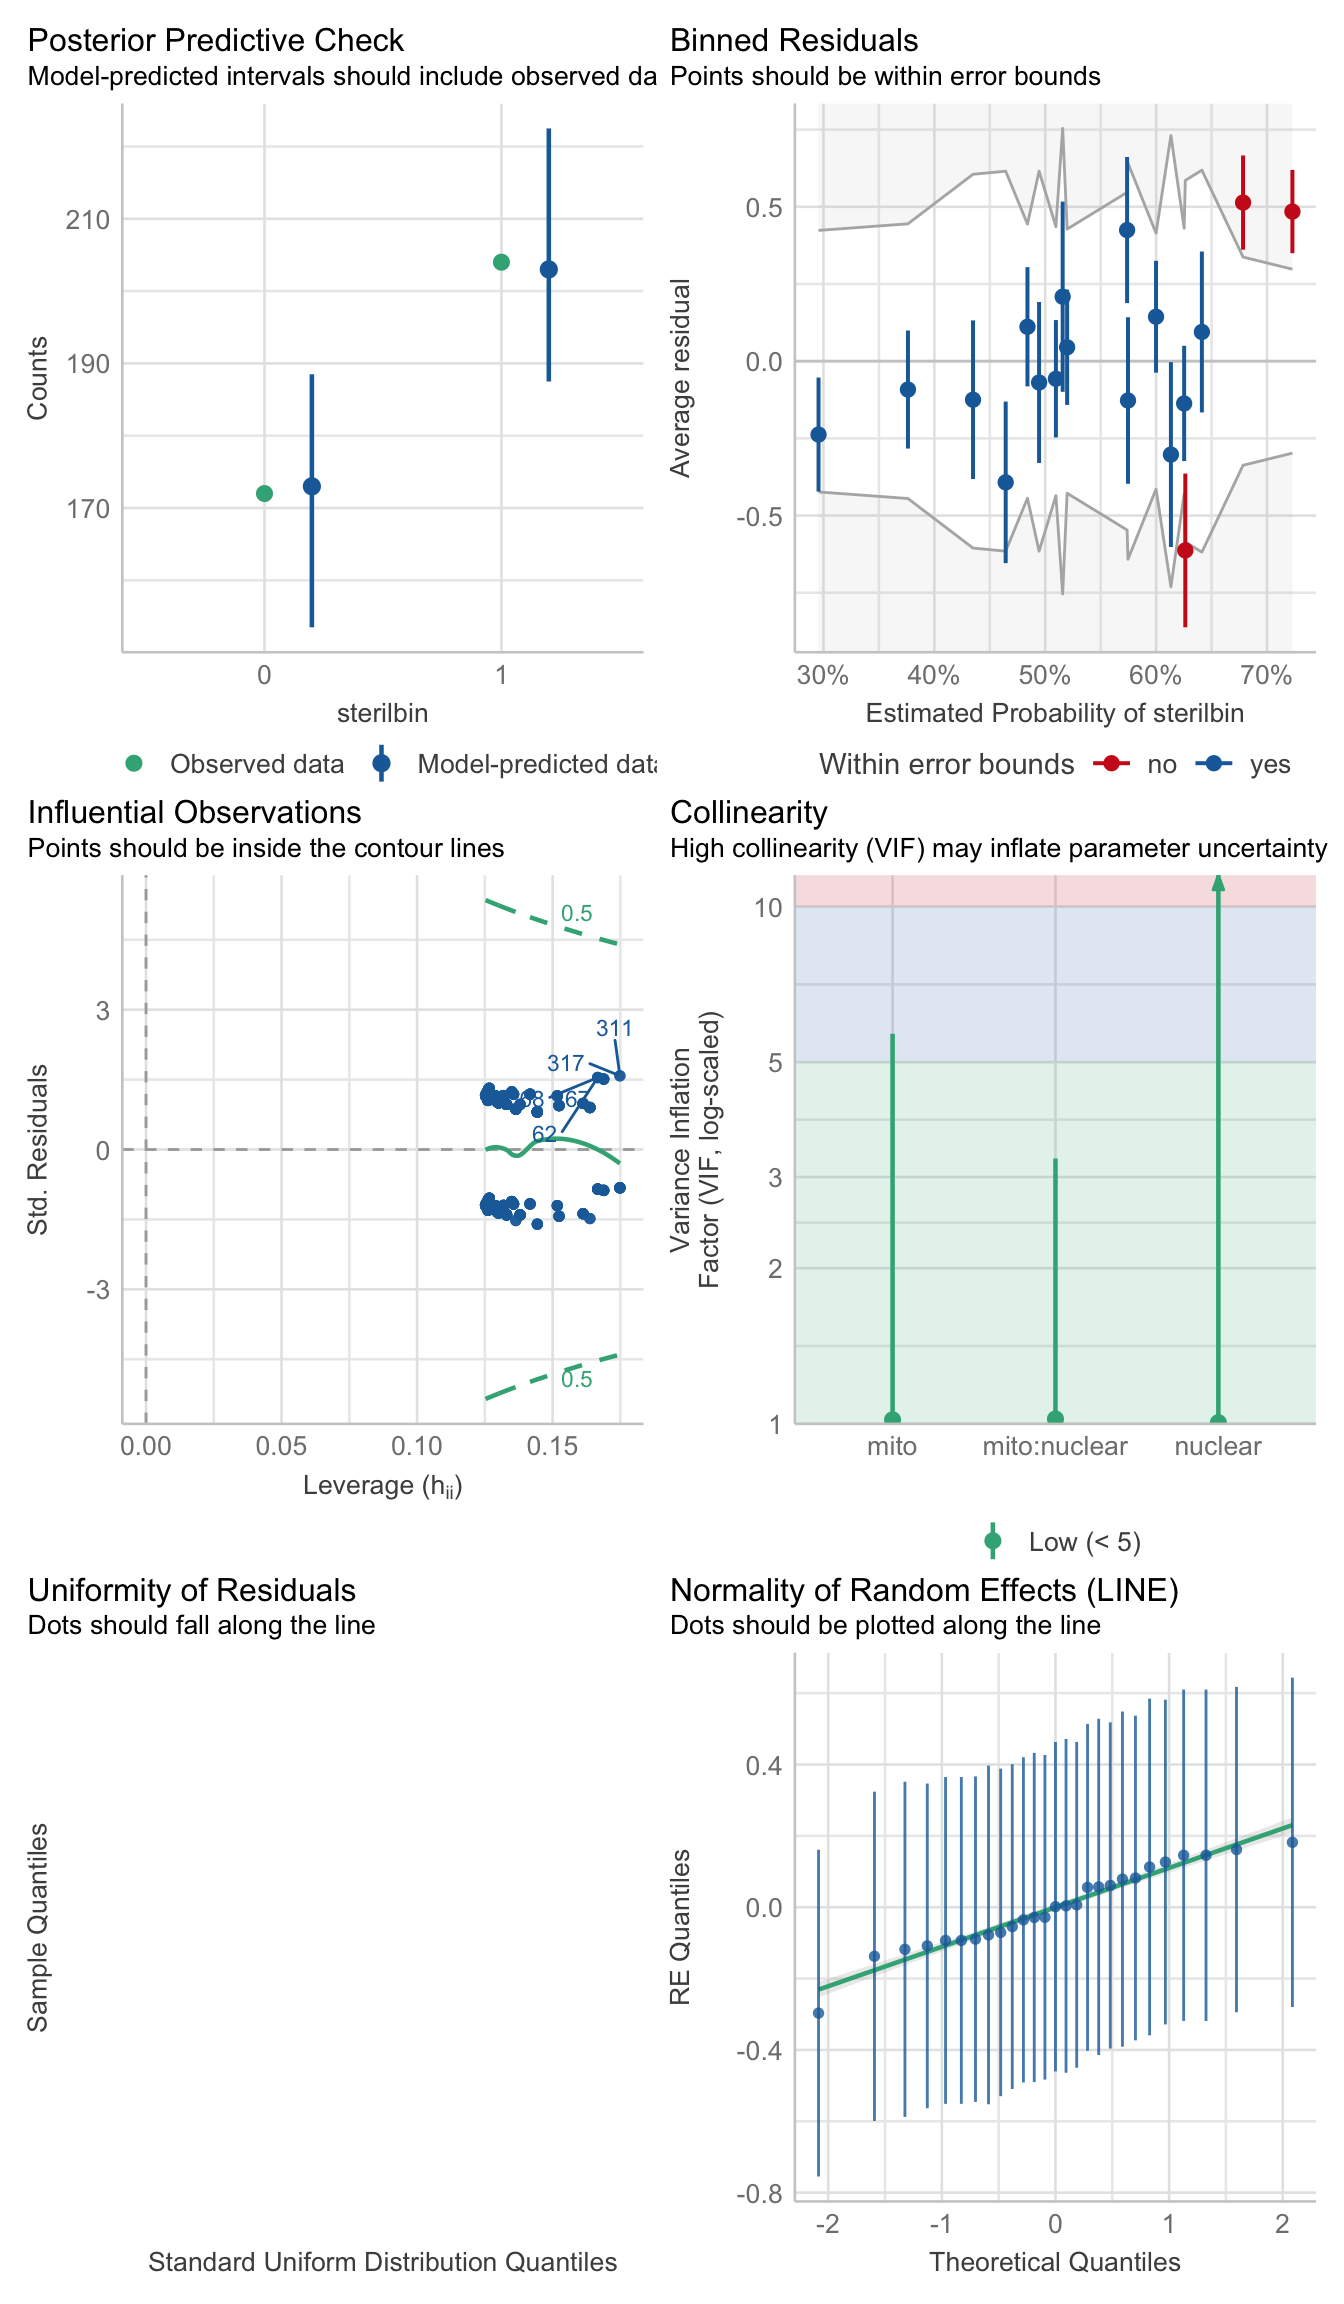 Posterior Predictive Check
Model-predicted intervals should include observed da
210
190
170
Counts
0
1
sterilbin
Observed data
Model-predicted data
Binned Residuals
Points should be within error bounds
0.5
0.0
-0.5
Average residual
30%
40%
50%
60%
70%
Estimated Probability of sterilbin
Within error bounds
no
yes
Influential Observations
Points should be inside the contour lines
3
0
-3
Std. Residuals
0.5
311
317
62
0.5
0.00
0.05
0.10
0.15
Leverage (hii)
Collinearity
High collinearity (VIF) may inflate parameter uncertainty
10
5
3
2
1
Variance Inflation
Factor (VIF, log-scaled)
mito
mito:nuclear
nuclear
Low (< 5)
Uniformity of Residuals
Dots should fall along the line
Sample Quantiles
Standard Uniform Distribution Quantiles
Normality of Random Effects (LINE)
Dots should be plotted along the line
0.4
0.0
-0.4
-0.8
RE Quantiles
-2
-1
0
1
2
Theoretical Quantiles